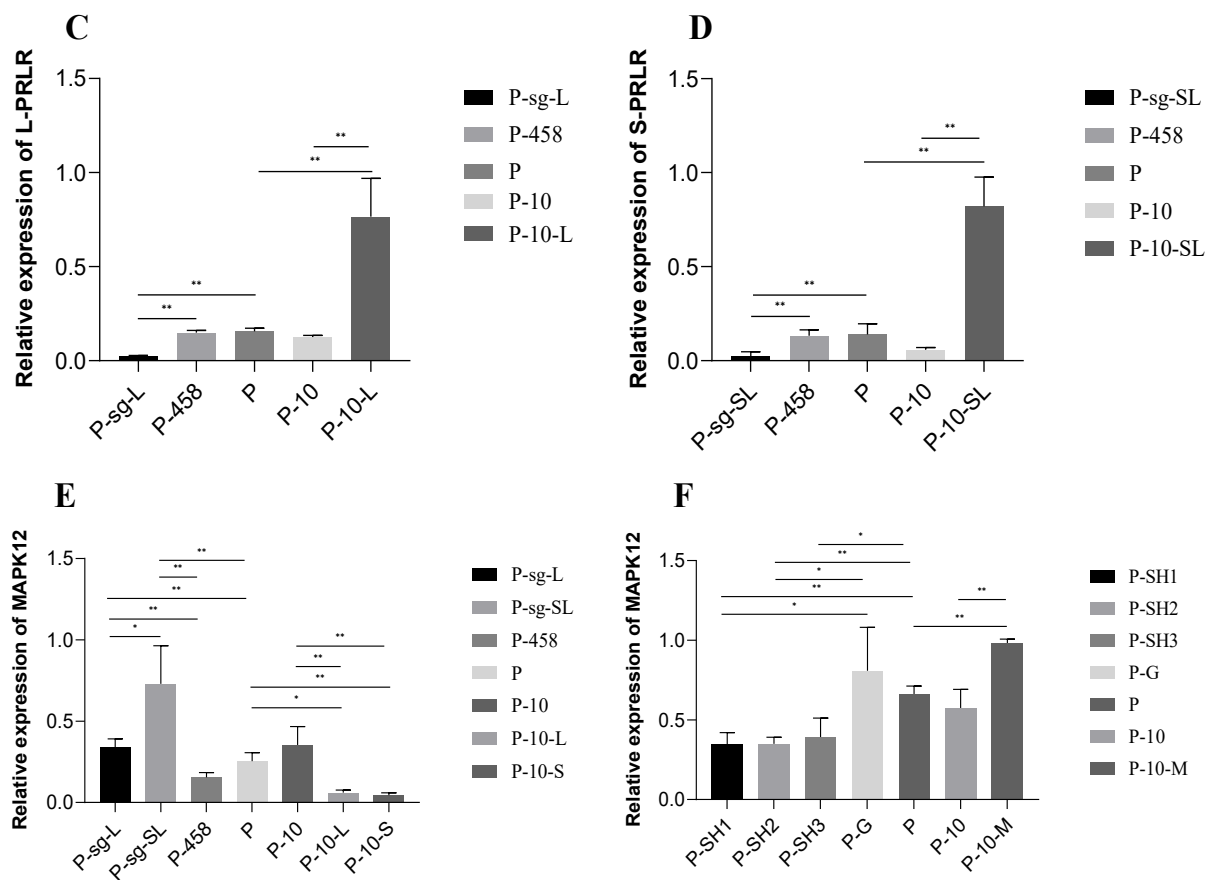 C
Relative expression of L-PRLR
1.5
1.0
0.5
0.0
**
**
**
**
P-sg-L
P-458
P
P-10
P-10-L
P-sg-L
P-458
P
P-10
P-10-L
D
Relative expression of S-PRLR
1.5
1.0
0.5
0.0
**
**
**
**
P-sg-SL
P-458
P
P-10
P-10-SL
P-sg-SL
P-458
P
P-10
P-10-SL
E
Relative expression of MAPK12
1.5
1.0
0.5
0.0
**
**
**
**
*
**
**
**
*
P-sg-L
P-sg-SL
P-458
P
P-10
P-10-L
P-10-S
P-sg-L
P-sg-SL
P-458
P
P-10
P-10-L
P-10-S
F
Relative expression of MAPK12
1.5
1.0
0.5
0.0
*
**
*
**
*
**
**
P-SH1
P-SH2
P-SH3
P-G
P
P-10
P-10-M
P-SH1
P-SH2
P-SH3
P-G
P
P-10
P-10-M